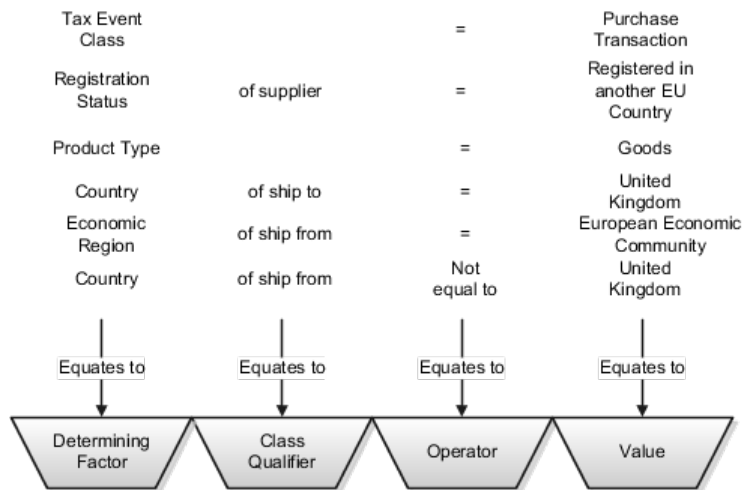 Tax Event
Class
=
Purchase
Transaction
Registration
Status
of supplier
=
Registered in
another EU
Country
Product Type
=
Goods
Country
of ship to
=
United
Kingdom
Economic
Region
of ship from
=
European Economic
Community
Country
of ship from
Not
equal to
United
Kingdom
Equates to
Equates to
Equates to
Equates to
Determining
Factor
Class
Qualifier
Operator
Value